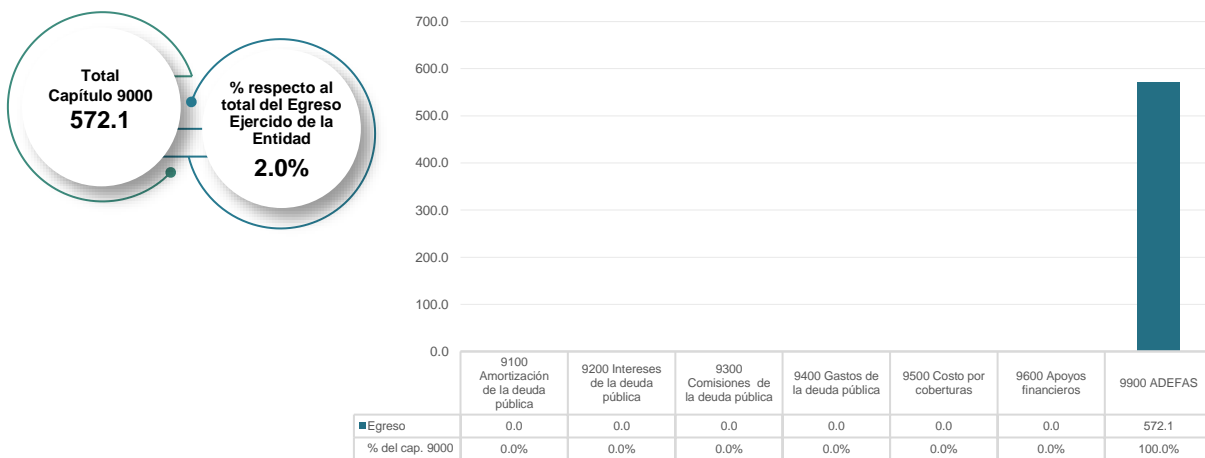 Total
Capítulo 9000
572.1
% respecto al
total del Egreso
Ejercido de la
Entidad
2.0%
700.0
600.0
500.0
400.0
300.0
200.0
100.0
0.0
9100
Amortización
de la deuda
pública
9200 Intereses
de la deuda
pública
9300
Comisiones de
la deuda pública
9400 Gastos de
la deuda pública
9500 Costo por
coberturas
9600 Apoyos
financieros
9900 ADEFAS
Egreso 0.0 0.0 0.0 0.0 0.0 0.0 572.1
% del cap. 9000 0.0% 0.0% 0.0% 0.0% 0.0% 0.0% 100.0%